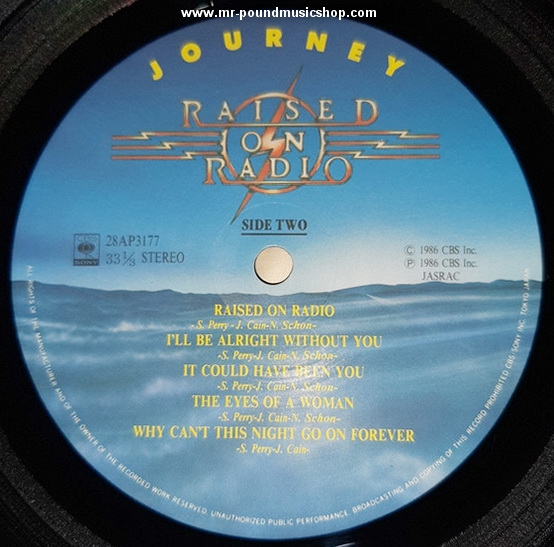 www.mr-poundmusicshop.com
JOURNEY
RAISED
ON
RADIO
SIDE TWO
CBS
SONY
28AP3177
33 1/3 STEREO
© 1986 CBS Inc.
℗ 1986 CBS Inc.
JASRAC
RAISED ON RADIO
-S. Perry-J. Cain-N. Schon-
I'LL BE ALRIGHT WITHOUT YOU
-S. Perry-J. Cain-N. Schon-
IT COULD HAVE BEEN YOU
-S. Perry-J. Cain-N. Schon-
THE EYES OF A WOMAN
-S. Perry-J. Cain-N. Schon-
WHY CAN'T THIS NIGHT GO ON FOREVER
-S. Perry-J. Cain-
ALL RIGHTS OF THE MANUFACTURER AND OF THE OWNER OF THE RECORDED WORK RESERVED. UNAUTHORIZED PUBLIC PERFORMANCE, BROADCASTING AND COPYING OF THIS RECORD PROHIBITED CBS/SONY INC. TOKYO JAPAN